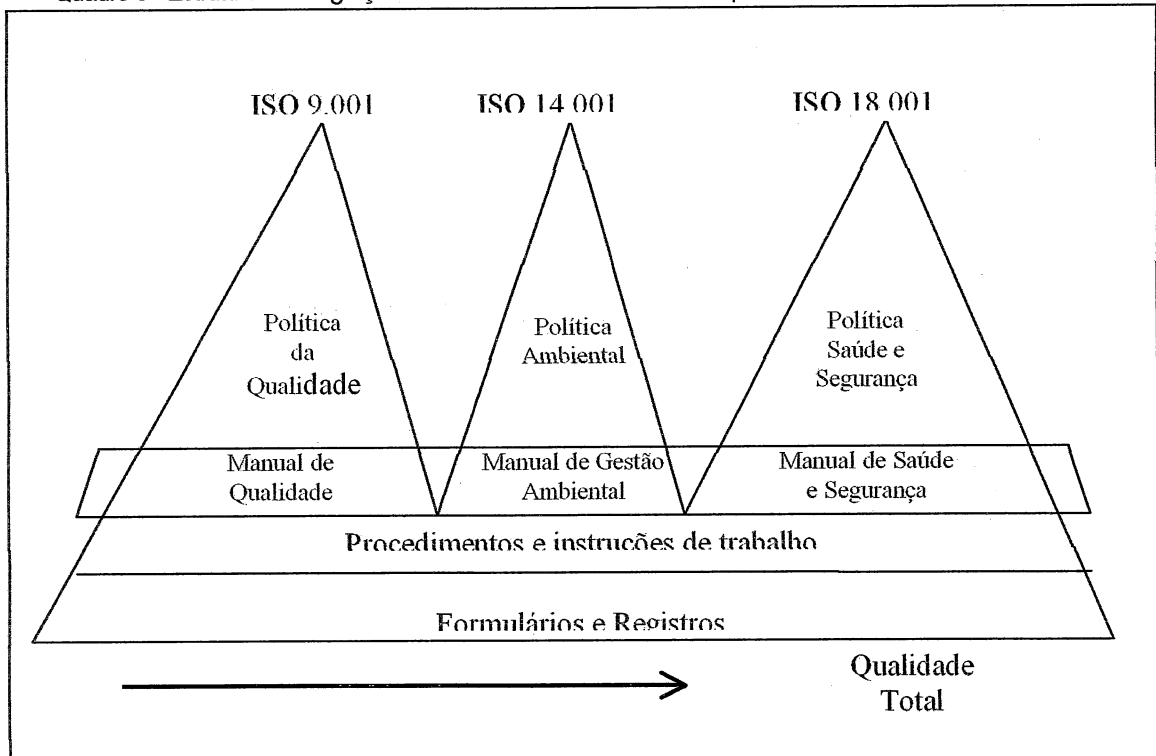 ISO 9.001
ISO 14.001
ISO 18.001
Política
da
Qualidade
Política
Ambiental
Política
Saúde e
Segurança
Manual de
Qualidade
Manual de Gestão
Ambiental
Manual de Saúde
e Segurança
Procedimentos e instruções de trabalho
Formulários e Registros
Qualidade
Total